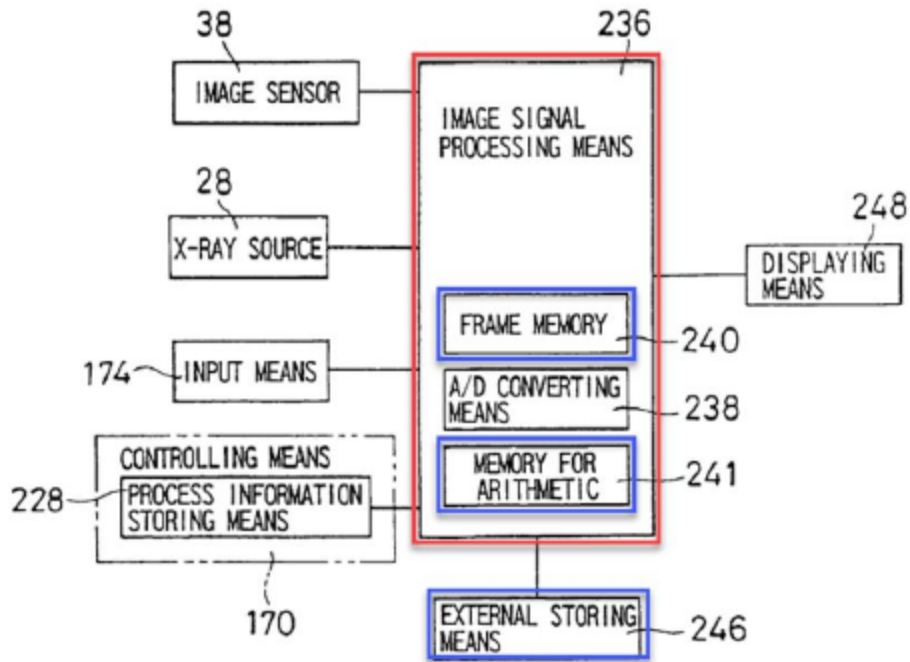 38
236
IMAGE SENSOR
IMAGE SIGNAL
PROCESSING MEANS
28
X-RAY SOURCE
248
DISPLAYING
MEANS
FRAME MEMORY
240
174
INPUT MEANS
A/D CONVERTING
MEANS
238
CONTROLLING MEANS
228
PROCESS INFORMATION
STORING MEANS
MEMORY FOR
ARITHMETIC
241
170
EXTERNAL STORING
MEANS
246